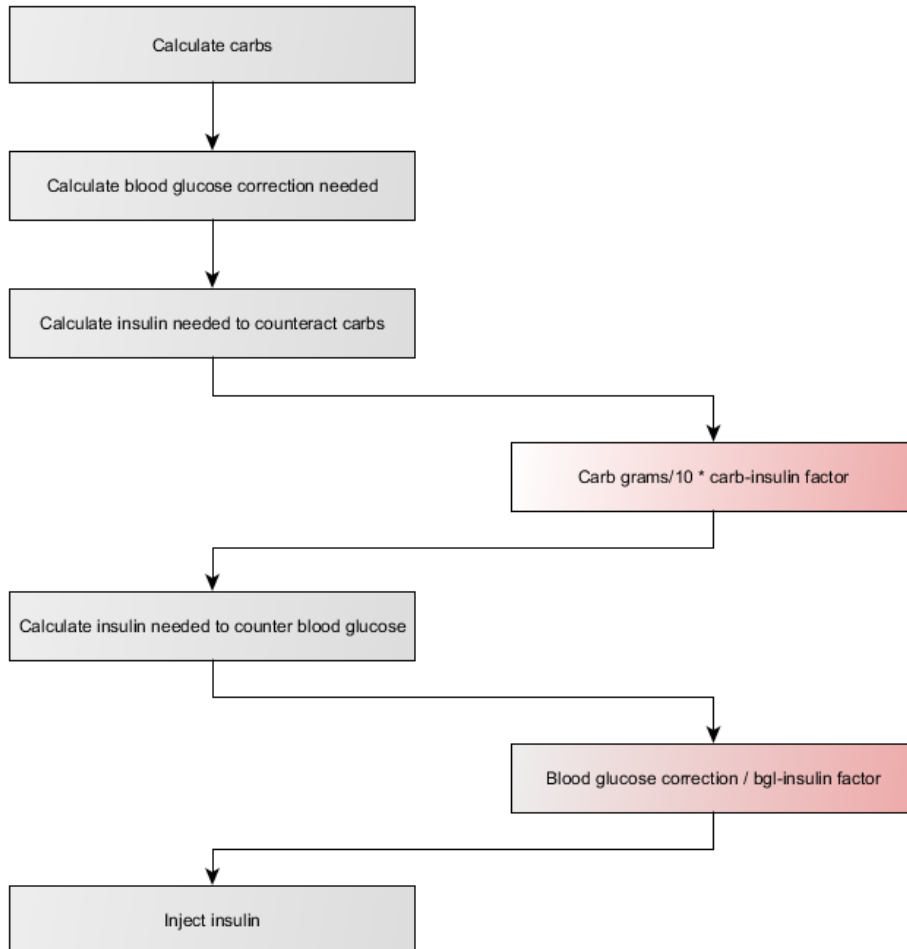 Calculate carbs
Calculate blood glucose correction needed
Calculate insulin needed to counteract carbs
Carb grams/10 * carb-insulin factor
Calculate insulin needed to counter blood glucose
Blood glucose correction / bgl-insulin factor
Inject insulin